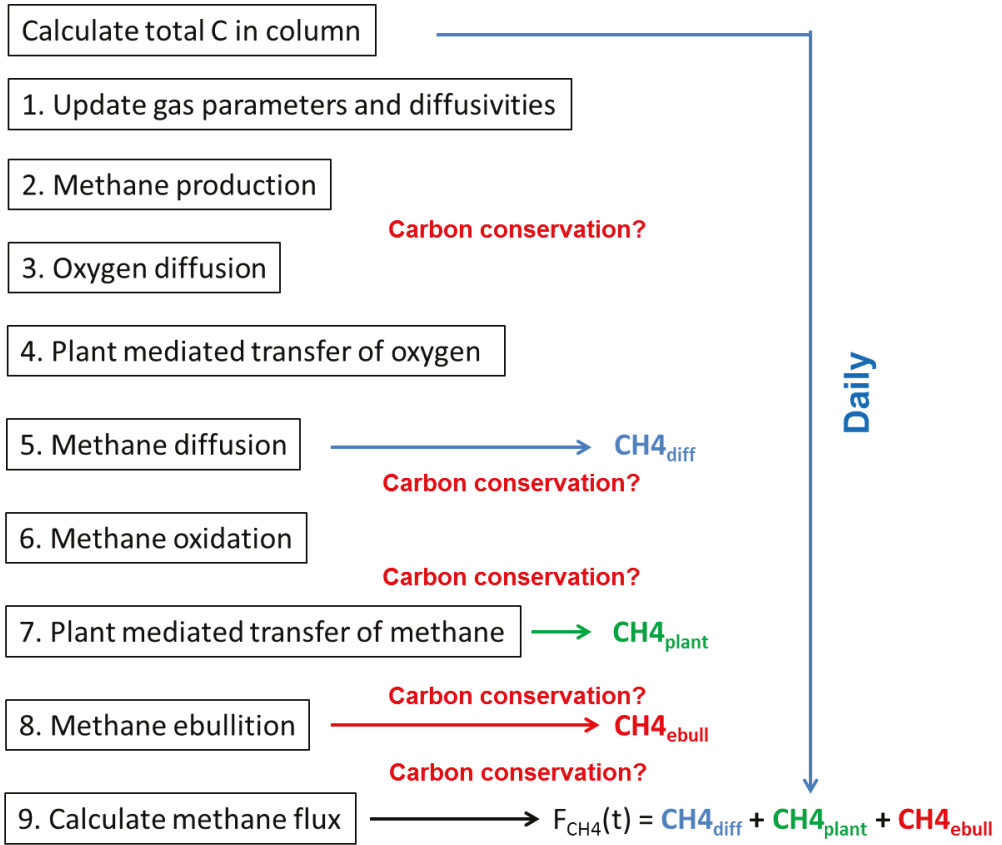 Calculate total C in column
1. Update gas parameters and diffusivities
2. Methane production
Carbon conservation?
3. Oxygen diffusion
4. Plant mediated transfer of oxygen
Daily
5. Methane diffusion
CH4diff
Carbon conservation?
6. Methane oxidation
Carbon conservation?
7. Plant mediated transfer of methane
CH4plant
Carbon conservation?
8. Methane ebullition
CH4ebull
Carbon conservation?
9. Calculate methane flux
FCH4(t) = CH4diff + CH4plant + CH4ebull